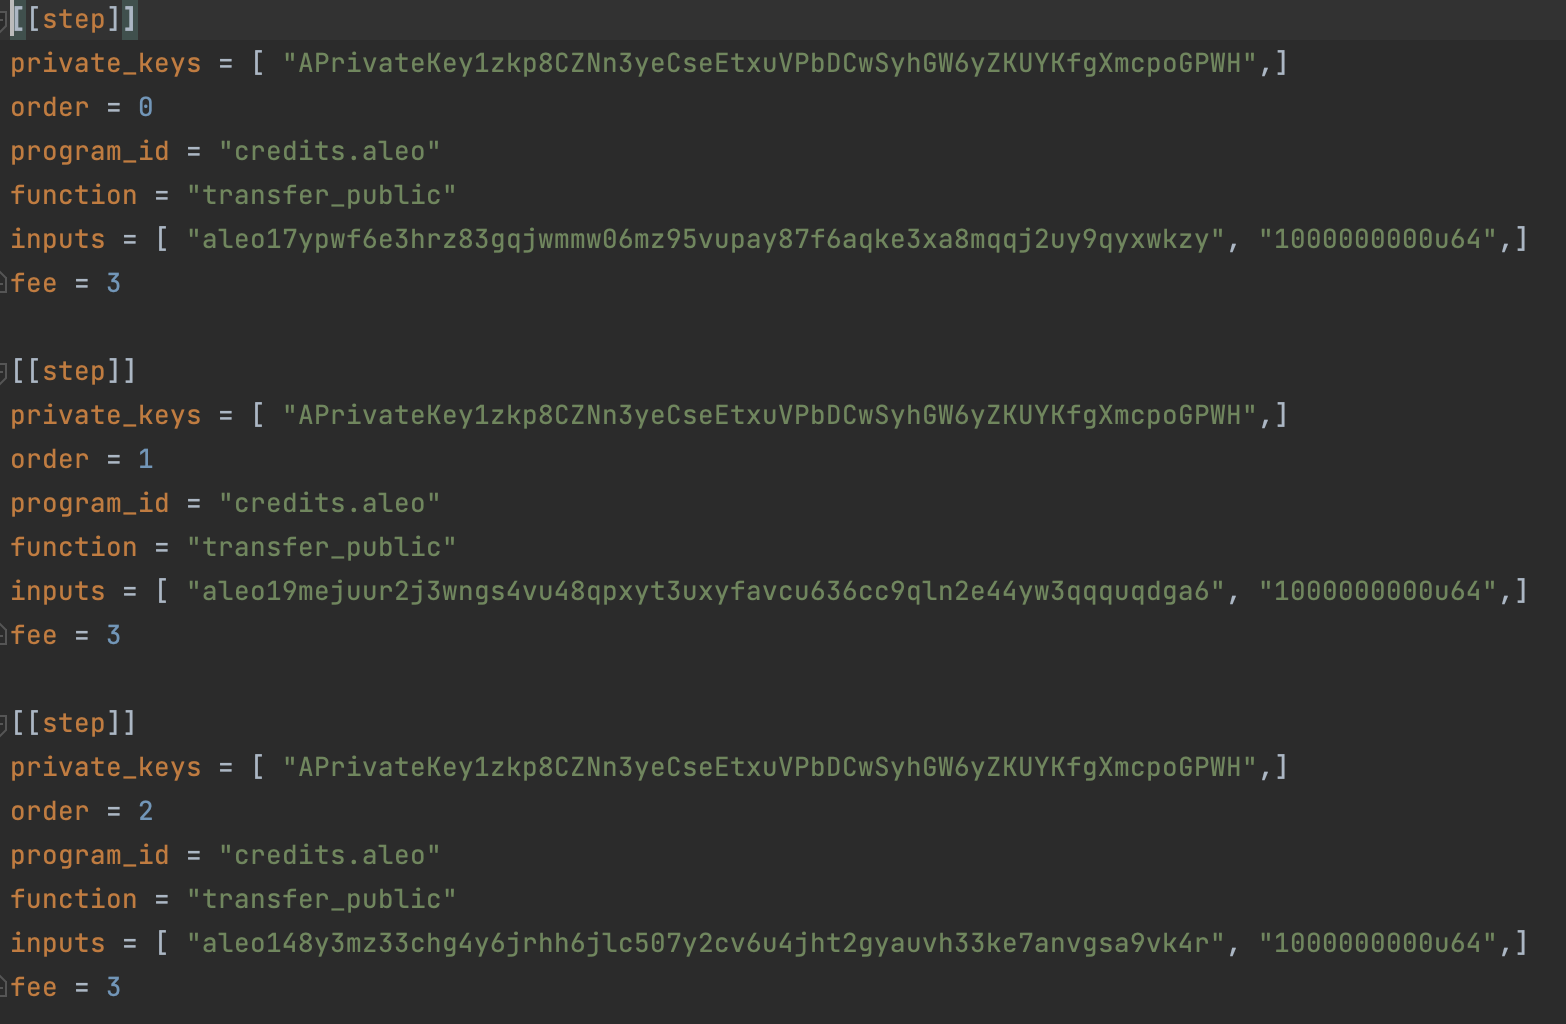 [[step]]
private_keys = [ "APrivateKey1zkp8CZNn3yeCseEtxuVPbDCwSyhGW6yZKUYKfgXmcpoGPWH",]
order = 0
program_id = "credits.aleo"
function = "transfer_public"
inputs = [ "aleo17ypwf6e3hrz83gqjwmmw06mz95vupay87f6aqke3xa8mqqj2uy9qyxwkzy", "1000000000u64",]
fee = 3
[[step]]
private_keys = [ "APrivateKey1zkp8CZNn3yeCseEtxuVPbDCwSyhGW6yZKUYKfgXmcpoGPWH",]
order = 1
program_id = "credits.aleo"
function = "transfer_public"
inputs = [ "aleo19mejuur2j3wngs4vu48qpxyt3uxyfavcu636cc9qln2e44yw3qqquqdga6", "1000000000u64",]
fee = 3
[[step]]
private_keys = [ "APrivateKey1zkp8CZNn3yeCseEtxuVPbDCwSyhGW6yZKUYKfgXmcpoGPWH",]
order = 2
program_id = "credits.aleo"
function = "transfer_public"
inputs = [ "aleo148y3mz33chg4y6jrhh6jlc507y2cv6u4jht2gyauvh33ke7anvgsa9vk4r", "1000000000u64",]
fee = 3